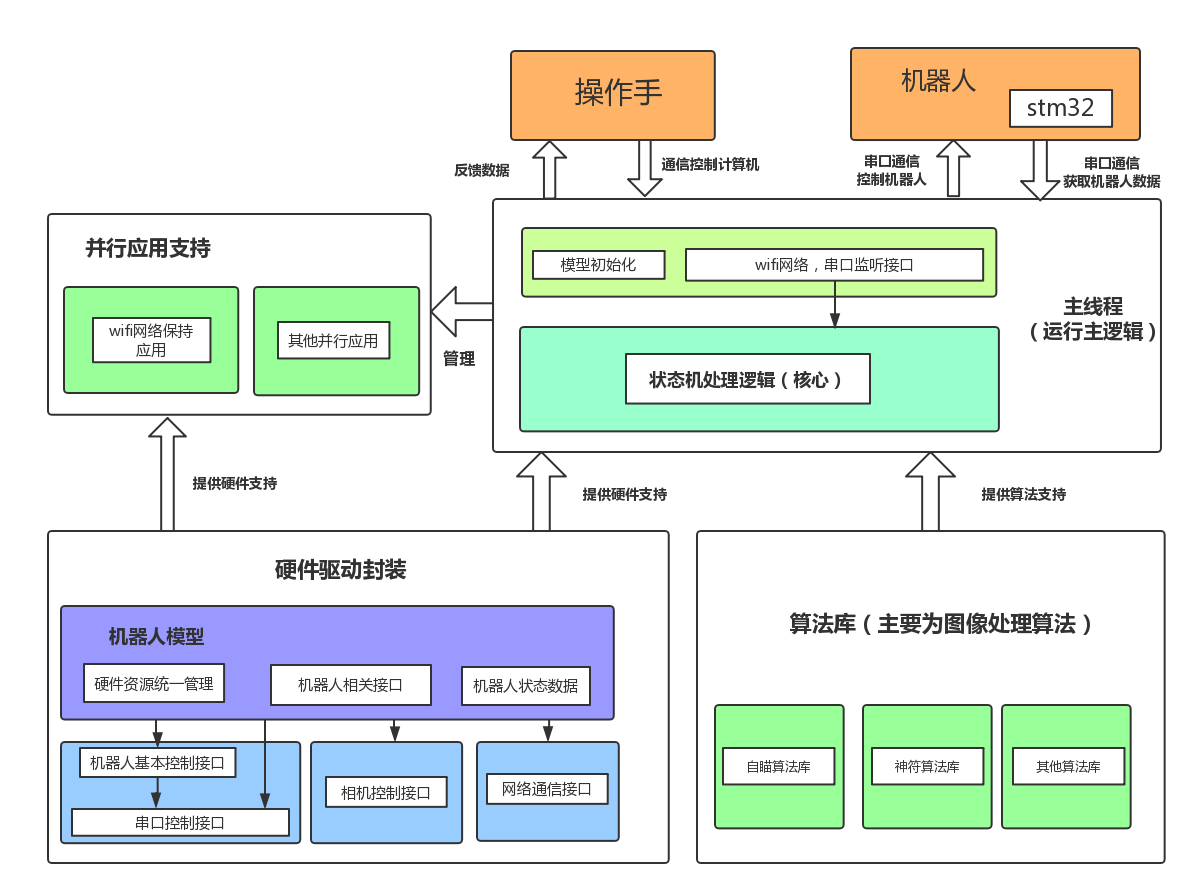 操作手
机器人
stm32
反馈数据
通信控制计算机
串口通信
控制机器人
串口通信
获取机器人数据
并行应用支持
wifi网络保持
应用
其他并行应用
管理
模型初始化
wifi网络，串口监听接口
状态机处理逻辑（核心）
主线程
（运行主逻辑）
提供硬件支持
提供硬件支持
提供算法支持
硬件驱动封装
机器人模型
硬件资源统一管理
机器人相关接口
机器人状态数据
机器人基本控制接口
串口控制接口
相机控制接口
网络通信接口
算法库（主要为图像处理算法）
自瞄算法库
神符算法库
其他算法库